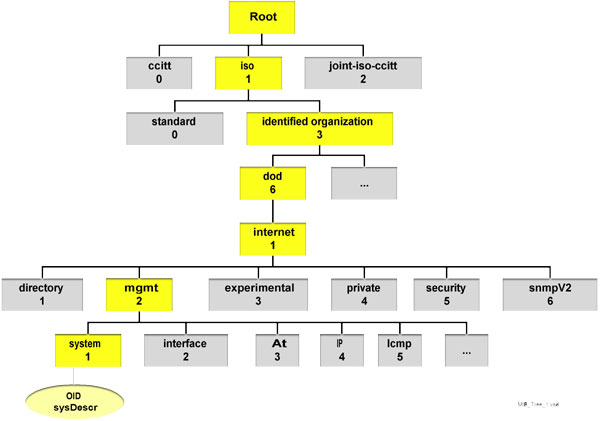 Root
ccitt
0
iso
1
joint-iso-ccitt
2
standard
0
identified organization
3
dod
6
...
internet
1
directory
1
mgmt
2
experimental
3
private
4
security
5
snmpV2
6
system
1
interface
2
At
3
IP
4
Icmp
5
...
OID
sysDescr